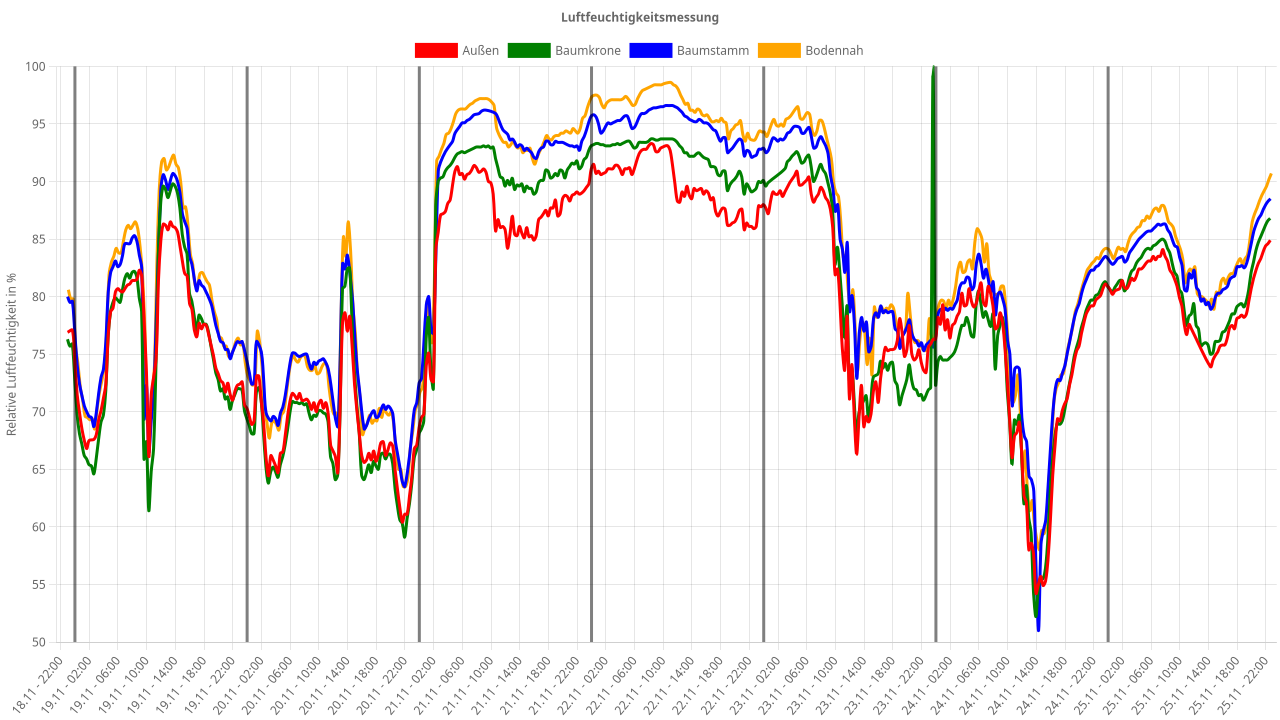 Luftfeuchtigkeitsmessung
Außen Baumkrone Baumstamm Bodennah
Relative Luftfeuchtigkeit in %
100
95
90
85
80
75
70
65
60
55
50
18.11 - 22:00
19.11 - 02:00
19.11 - 06:00
19.11 - 10:00
19.11 - 14:00
19.11 - 18:00
19.11 - 22:00
20.11 - 02:00
20.11 - 06:00
20.11 - 10:00
20.11 - 14:00
20.11 - 18:00
20.11 - 22:00
21.11 - 02:00
21.11 - 06:00
21.11 - 10:00
21.11 - 14:00
21.11 - 18:00
21.11 - 22:00
22.11 - 02:00
22.11 - 06:00
22.11 - 10:00
22.11 - 14:00
22.11 - 18:00
22.11 - 22:00
23.11 - 02:00
23.11 - 06:00
23.11 - 10:00
23.11 - 14:00
23.11 - 18:00
23.11 - 22:00
24.11 - 02:00
24.11 - 06:00
24.11 - 10:00
24.11 - 14:00
24.11 - 18:00
24.11 - 22:00
25.11 - 02:00
25.11 - 06:00
25.11 - 10:00
25.11 - 14:00
25.11 - 18:00
25.11 - 22:00